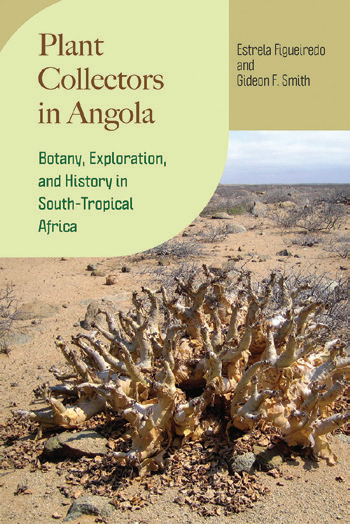 Plant
Collectors
in Angola
Botany, Exploration,
and History in
South-Tropical
Africa
Estrela Figueiredo
and
Gideon F. Smith